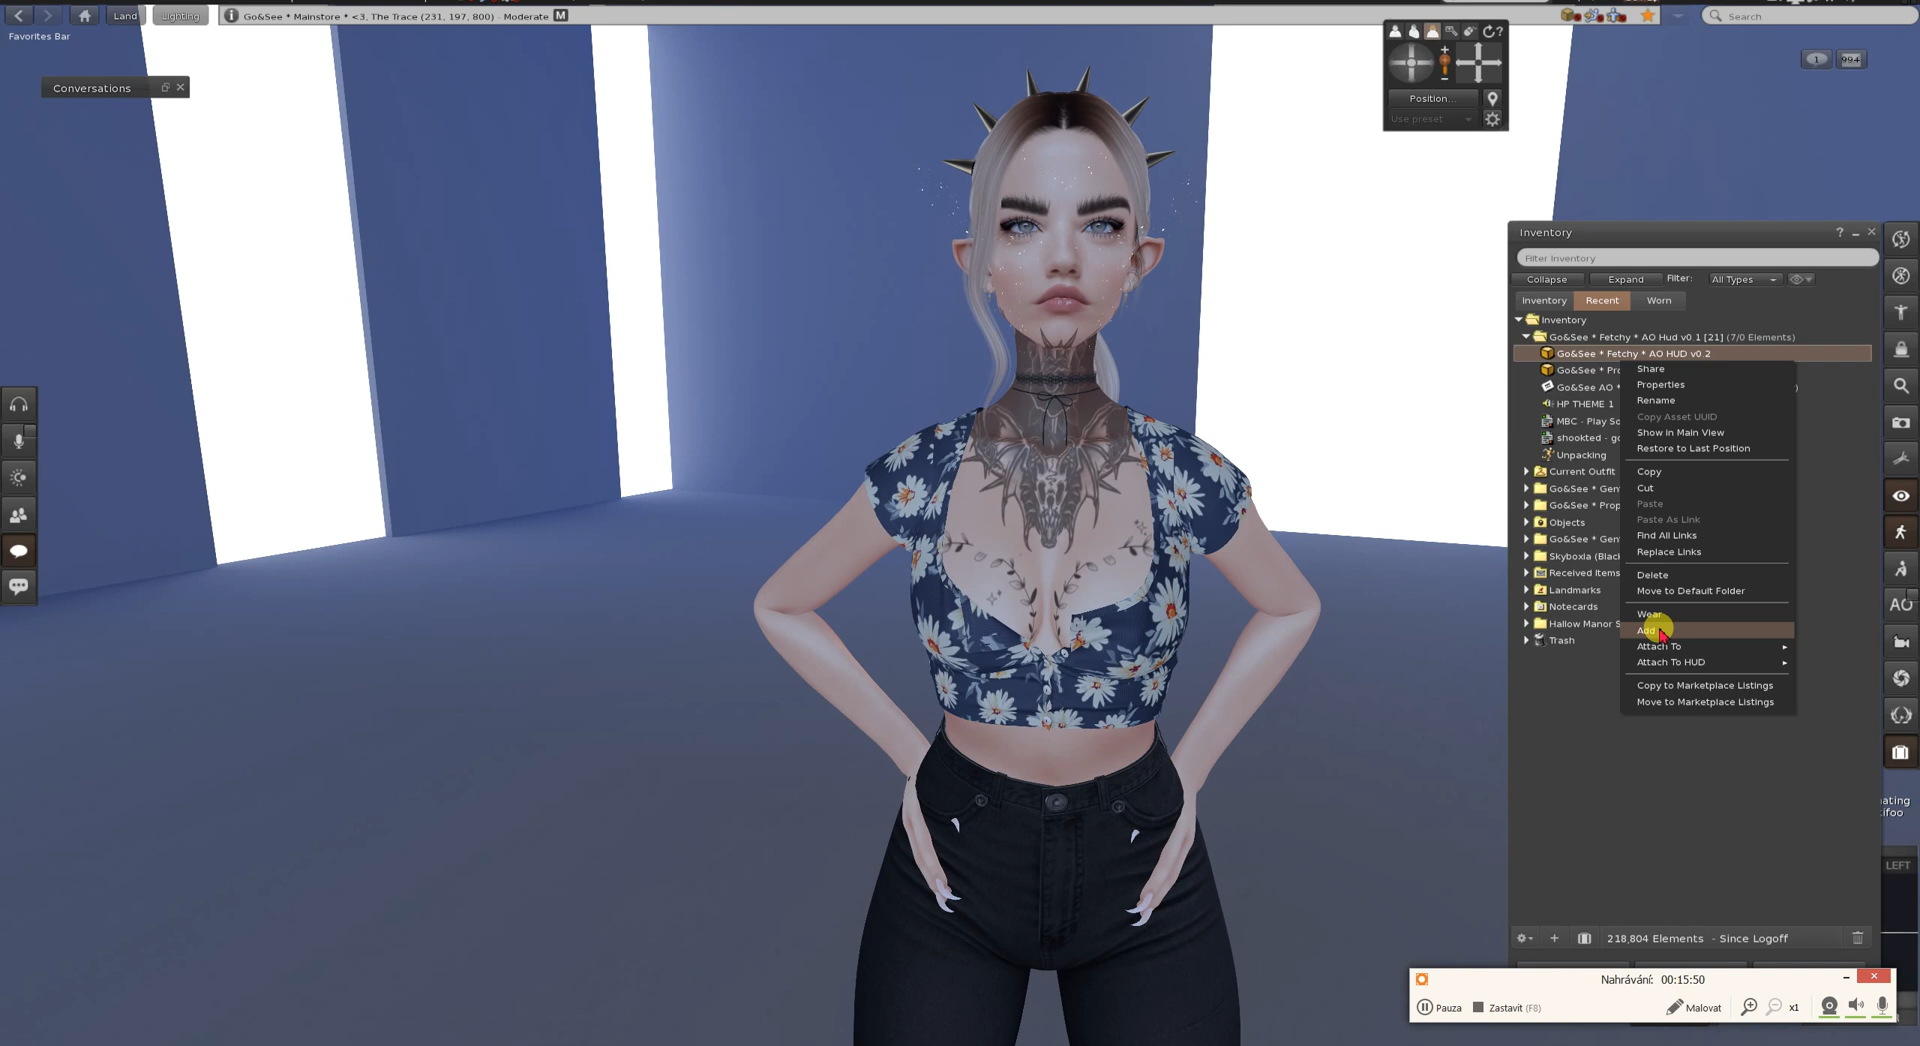 Land
Lighting
Go&See * Mainstore * <3, The Trace (231, 197, 800) - Moderate M
Search
Favorites Bar
Conversations
Position...
Use preset
1
994
Inventory
Filter Inventory
Collapse
Expand
Filter:
All Types
Inventory
Recent
Worn
Inventory
Go&See * Fetchy * AO Hud v0.1 [21] (7/0 Elements)
Go&See * Fetchy * AO HUD v0.2
Go&See * Pro
Go&See AO *
HP THEME 1
MBC - Play So
shookted - go
Unpacking
Current Outfit
Go&See * Gen
Go&See * Prop
Objects
Go&See * Gen
Skyboxia (Black
Received Items
Landmarks
Notecards
Hallow Manor S
Trash
Share
Properties
Rename
Copy Asset UUID
Show in Main View
Restore to Last Position
Copy
Cut
Paste
Paste As Link
Find All Links
Replace Links
Delete
Move to Default Folder
Wear
Add
Attach To
Attach To HUD
Copy to Marketplace Listings
Move to Marketplace Listings
AO
ating
ifoo
LEFT
218,804 Elements - Since Logoff
Nahrávání: 00:15:50
Pauza
Zastavit (F8)
Malovat
x1